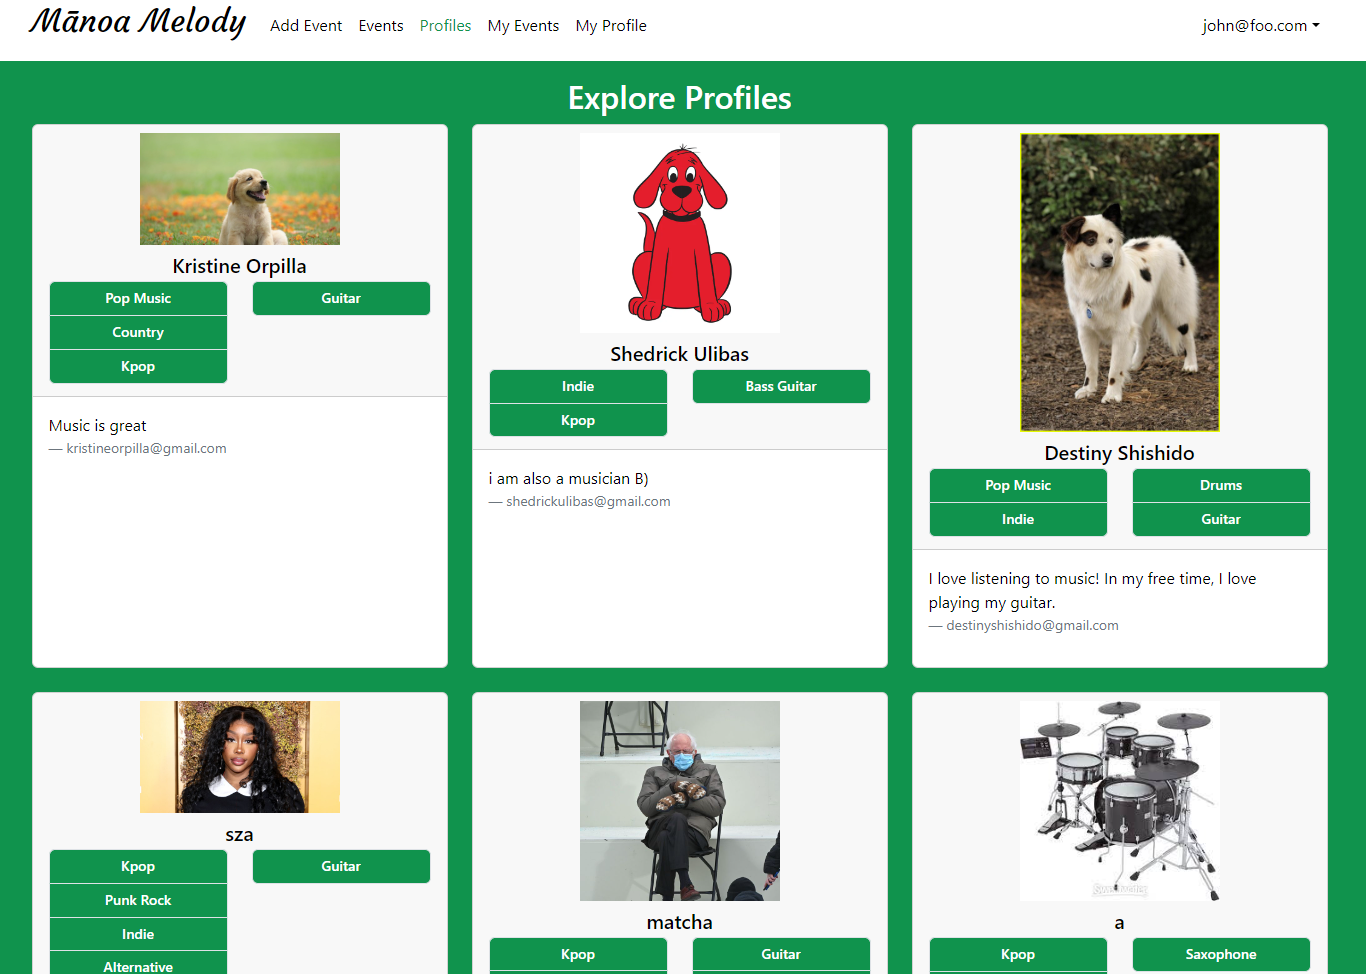 Mānoa Melody
Add Event Events Profiles My Events My Profile
john@foo.com
Explore Profiles
Kristine Orpilla
Pop Music
Country
Kpop
Guitar
Music is great
— kristineorpilla@gmail.com
Shedrick Ulibas
Indie
Kpop
Bass Guitar
i am also a musician B)
— shedrickulibas@gmail.com
Destiny Shishido
Pop Music
Indie
Drums
Guitar
I love listening to music! In my free time, I love
playing my guitar.
— destinyshishido@gmail.com
sza
Kpop
Punk Rock
Indie
Alternative
Guitar
matcha
Kpop
Guitar
a
Kpop
Saxophone